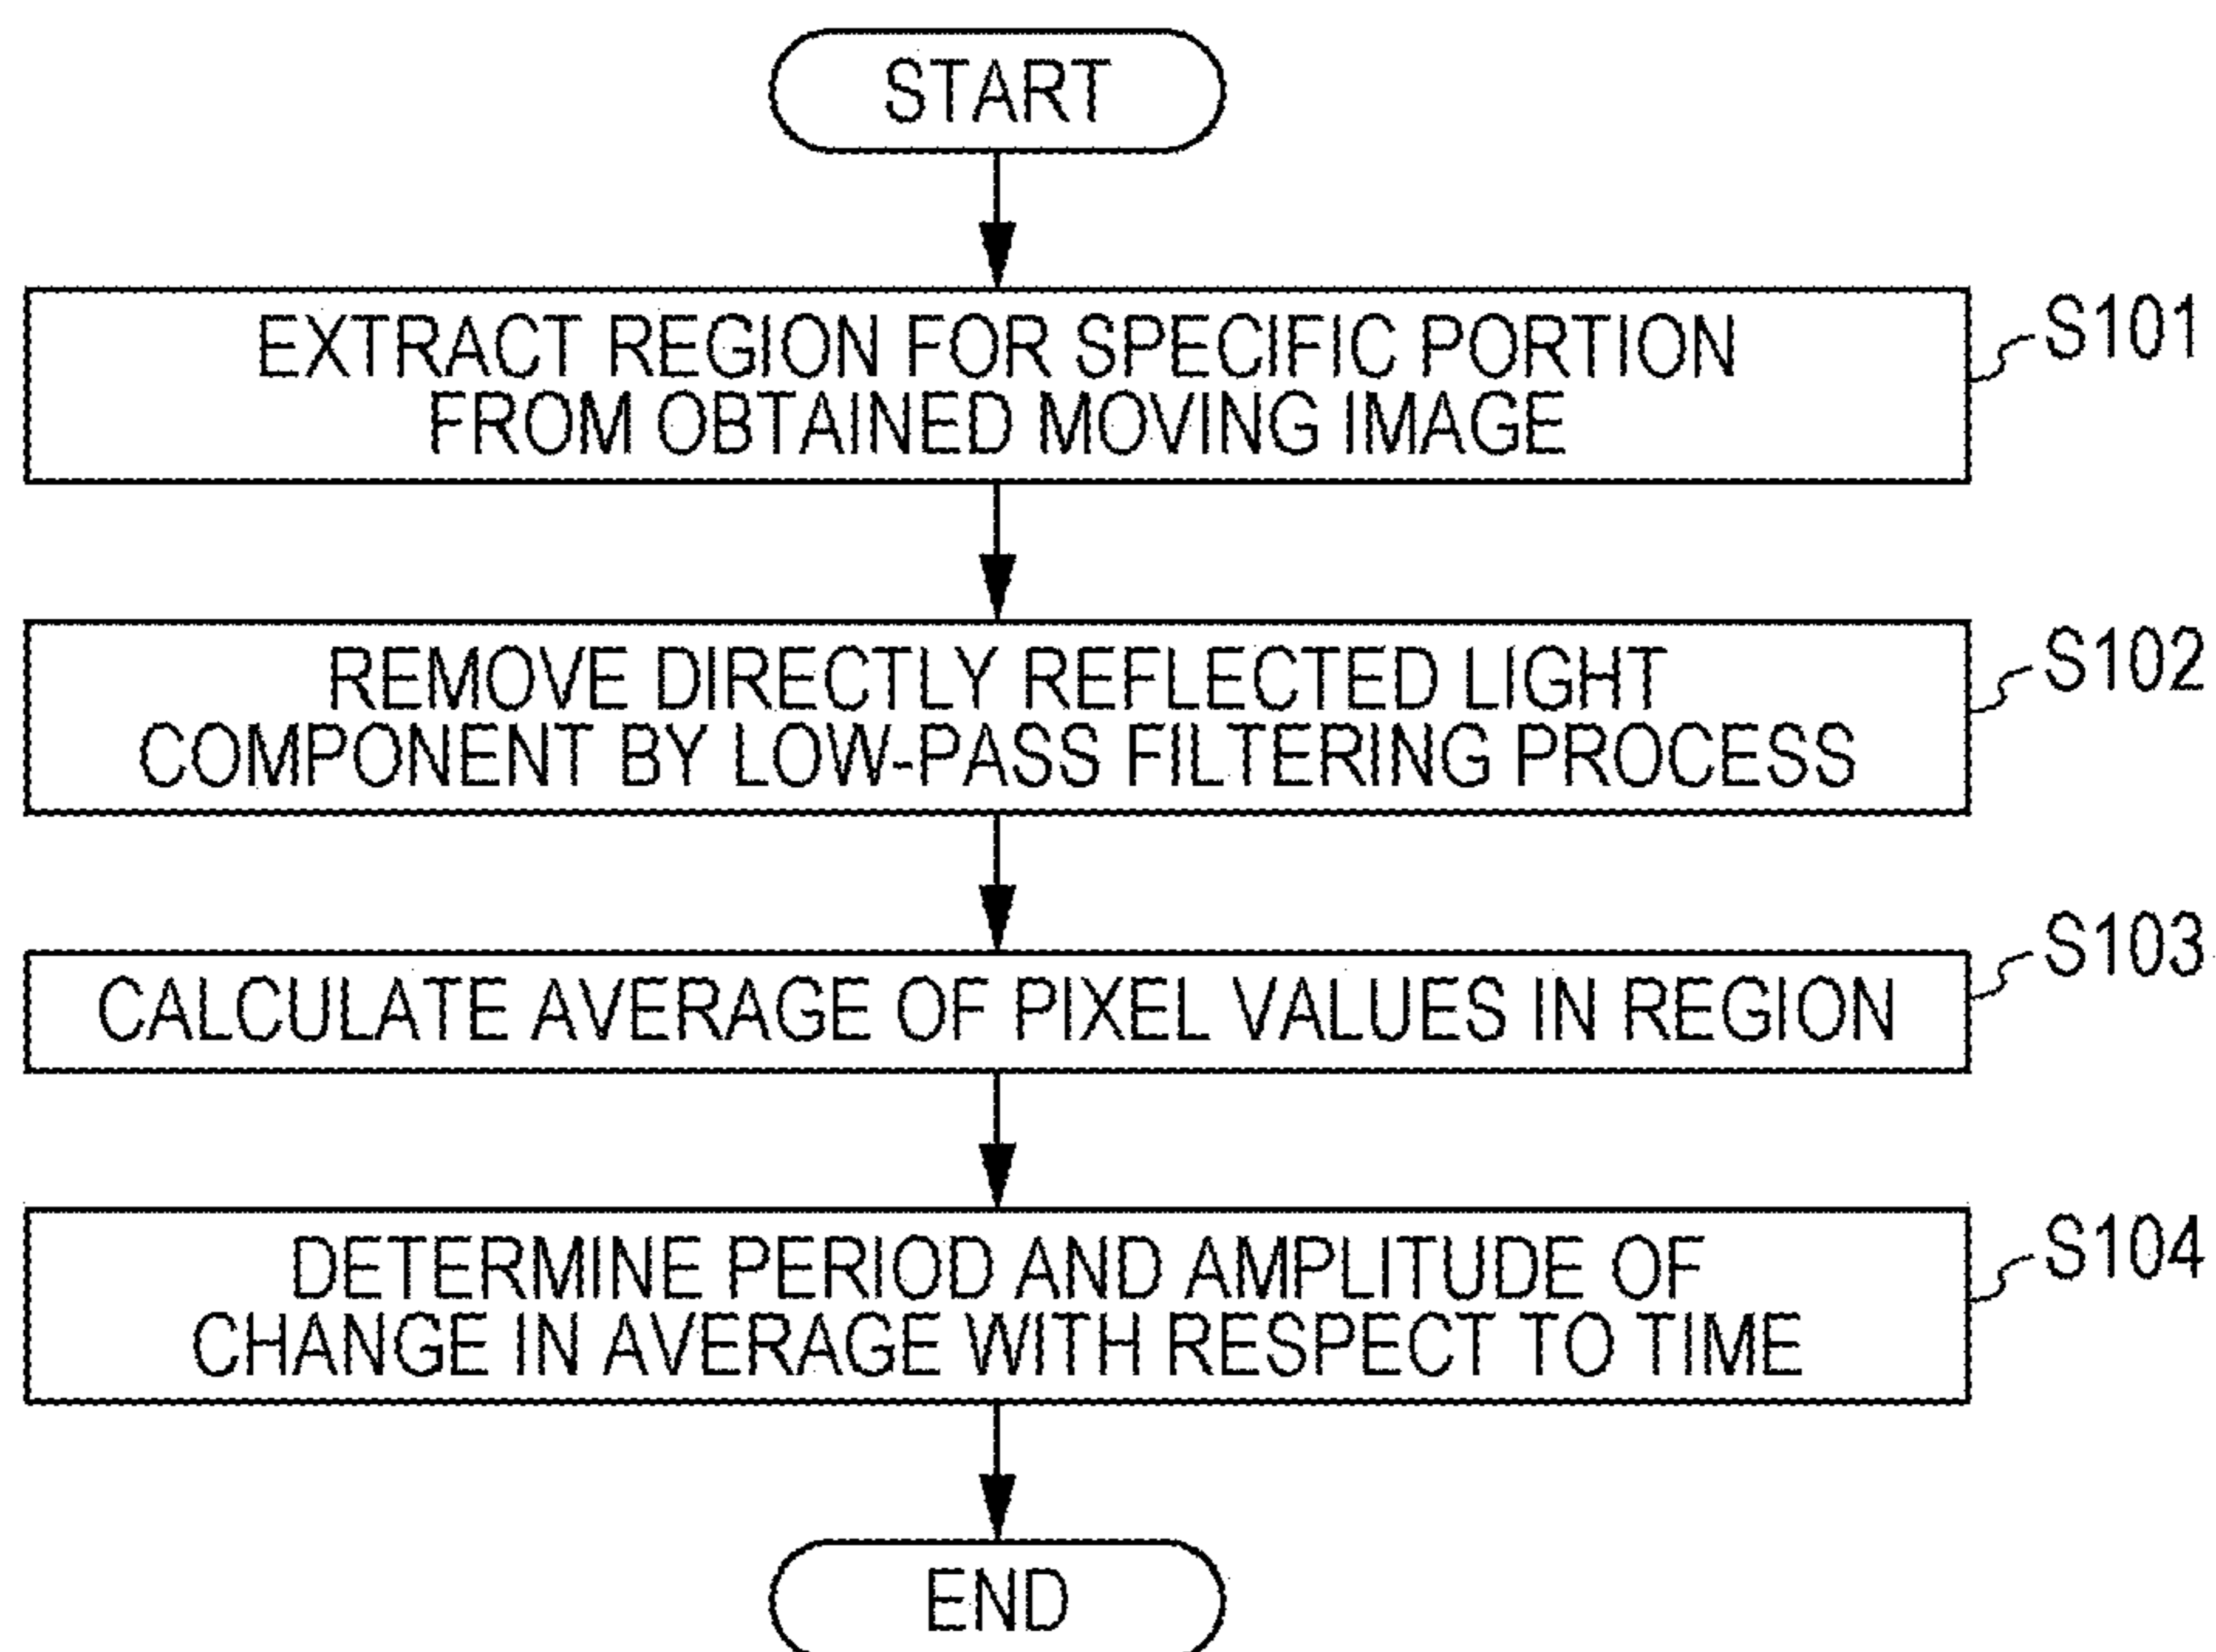 START
EXTRACT REGION FOR SPECIFIC PORTION
FROM OBTAINED MOVING IMAGE
S101
REMOVE DIRECTLY REFLECTED LIGHT
COMPONENT BY LOW-PASS FILTERING PROCESS
S102
CALCULATE AVERAGE OF PIXEL VALUES IN REGION
S103
DETERMINE PERIOD AND AMPLITUDE OF
CHANGE IN AVERAGE WITH RESPECT TO TIME
S104
END